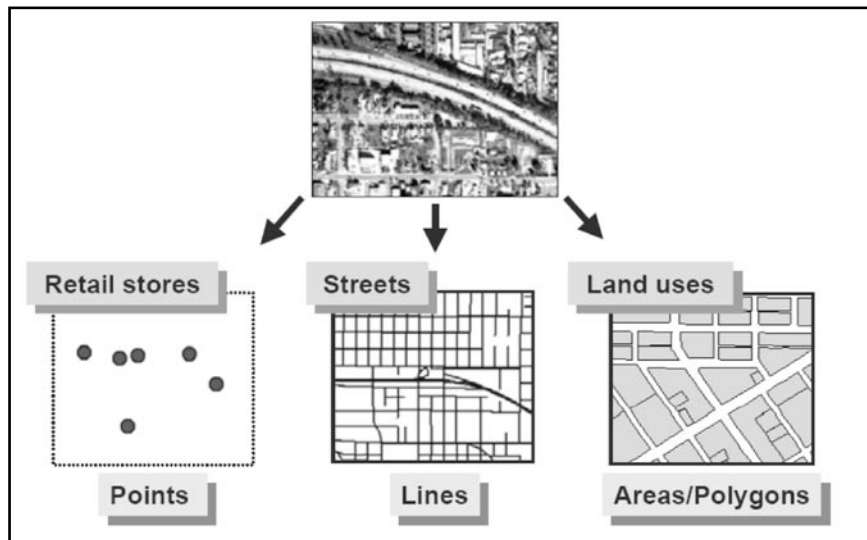 Retail stores
Streets
Land uses
Points
Lines
Areas/Polygons